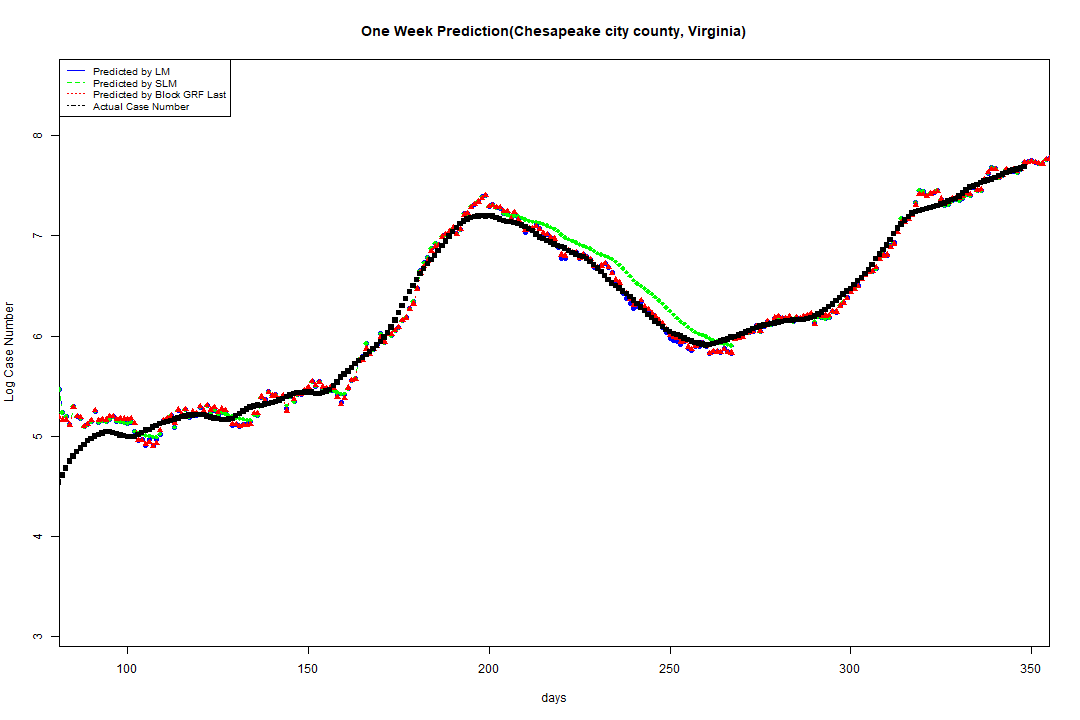 One Week Prediction(Chesapeake city county, Virginia)
Predicted by LM
Predicted by SLM
Predicted by Block GRF Last
Actual Case Number
8
7
6
5
4
3
Log Case Number
100 150 200 250 300 350
days